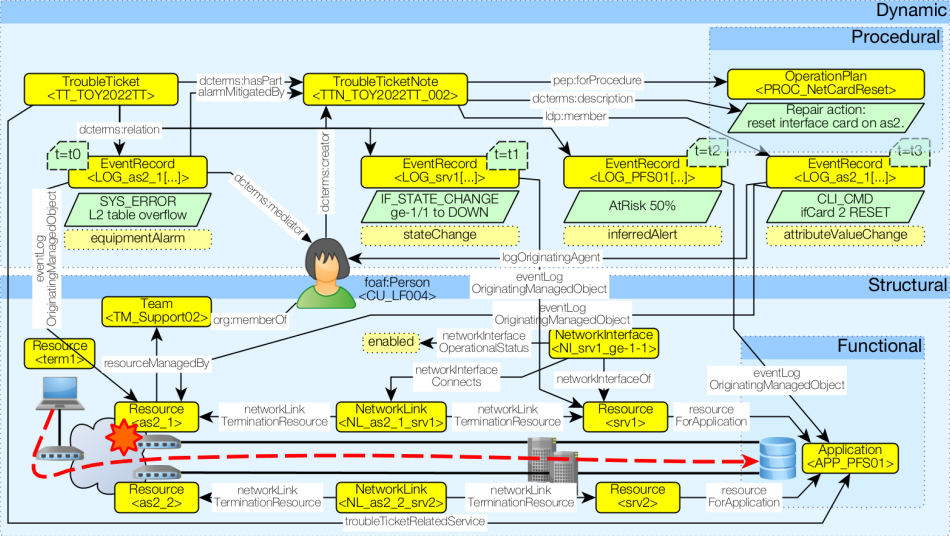 Dynamic
Procedural
TroubleTicket
<TT_TOY2022TT>
dcterms:hasPart
alarmMitigatedBy
TroubleTicketNote
<TTN_TOY2022TT_002>
pep:forProcedure
OperationPlan
<PROC_NetCardReset>
dcterms:description
ldp:member
Repair action:
reset interface card on as2.
dcterms:relation
t=t0
t=t1
t=t2
t=t3
EventRecord
<LOG_as2_1[...]>
EventRecord
<LOG_srv1[...]>
EventRecord
<LOG_PFS01[...]>
EventRecord
<LOG_as2_1[...]>
dcterms:creator
dcterms:mediator
SYS_ERROR
L2 table overflow
IF_STATE_CHANGE
ge-1/1 to DOWN
AtRisk 50%
CLI_CMD
ifCard 2 RESET
equipmentAlarm
stateChange
inferredAlert
attributeValueChange
eventLog
OriginatingManagedObject
logOriginatingAgent
eventLog
OriginatingManagedObject
foaf:Person
<CU_LF004>
Structural
Team
<TM_Support02>
org:memberOf
eventLog
OriginatingManagedObject
Resource
<term1>
resourceManagedBy
enabled
networkInterface
OperationalStatus
NetworkInterface
<NI_srv1_ge-1-1>
Functional
networkInterface
Connects
networkInterfaceOf
eventLog
OriginatingManagedObject
Resource
<as2_1>
networkLink
TerminationResource
NetworkLink
<NL_as2_1_srv1>
networkLink
TerminationResource
Resource
<srv1>
resource
ForApplication
Application
<APP_PFS01>
Resource
<as2_2>
networkLink
TerminationResource
NetworkLink
<NL_as2_2_srv2>
networkLink
TerminationResource
Resource
<srv2>
resource
ForApplication
troubleTicketRelatedService